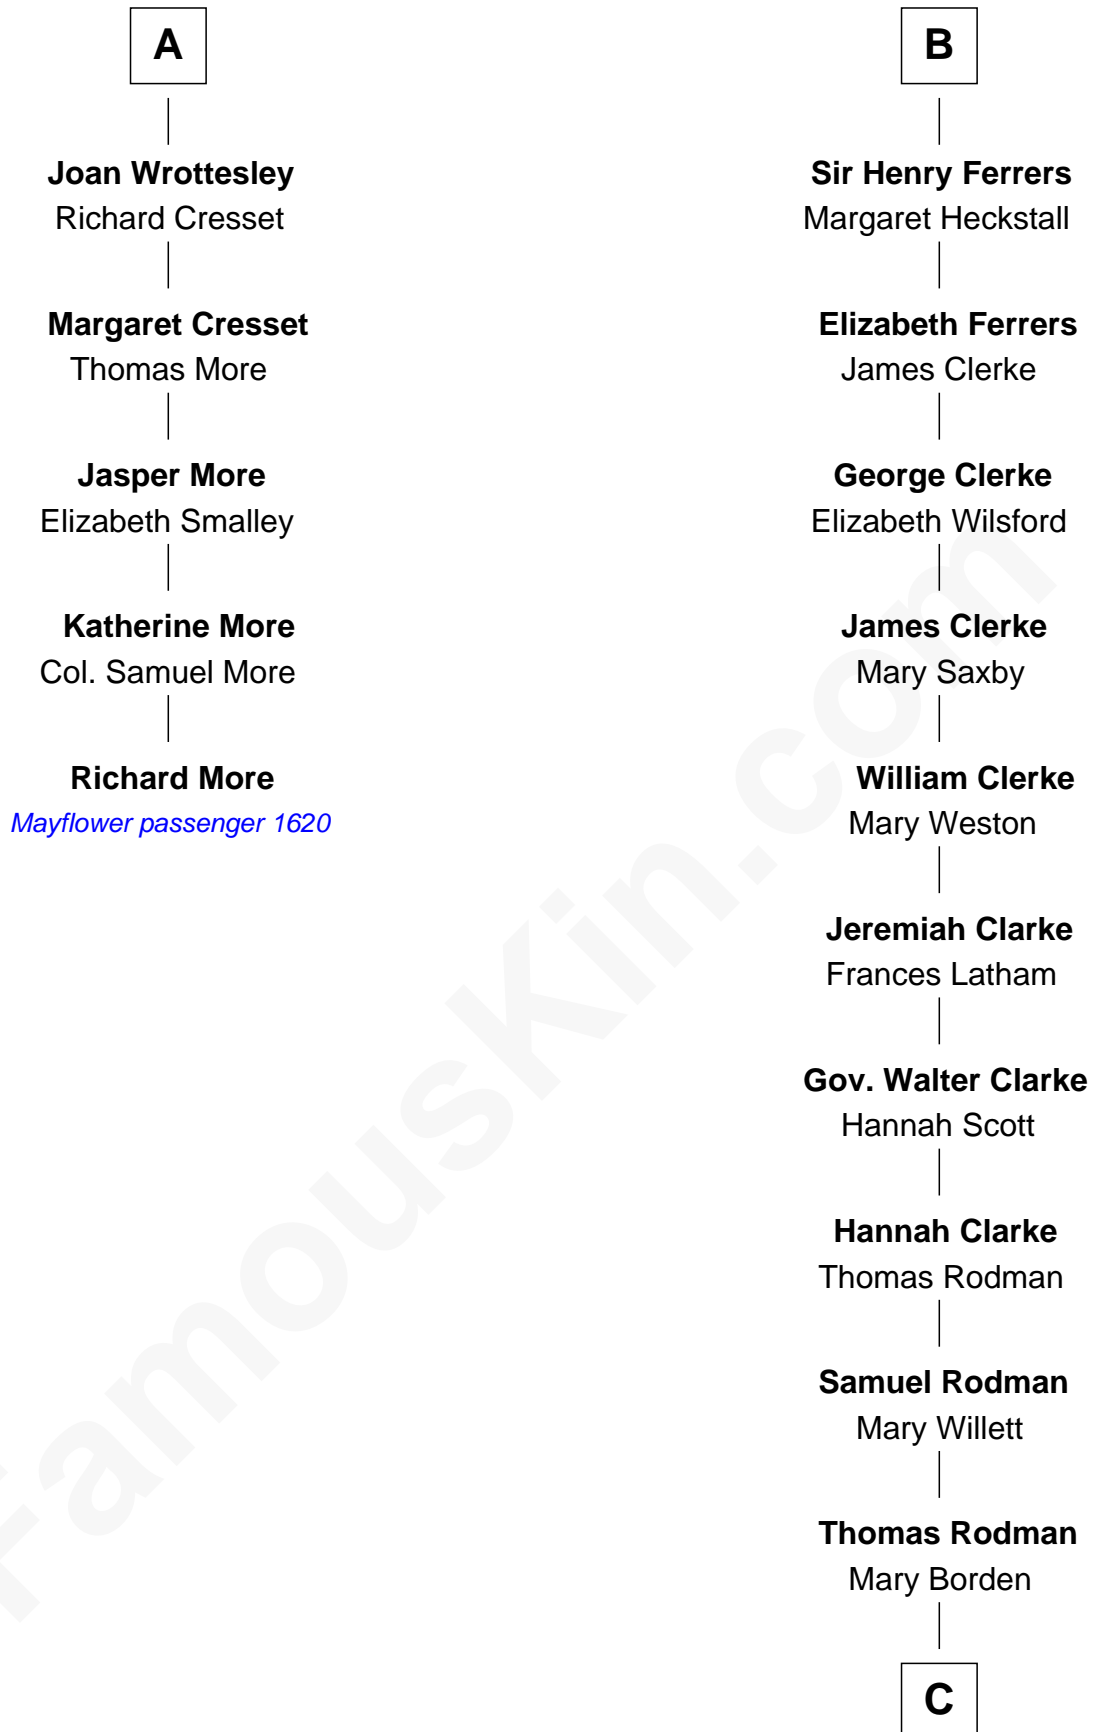 A
Joan Wrottesley
Richard Cresset
Margaret Cresset
Thomas More
Jasper More
Elizabeth Smalley
Katherine More
Col. Samuel More
Richard More
Mayflower passenger 1620
B
Sir Henry Ferrers
Margaret Heckstall
Elizabeth Ferrers
James Clerke
George Clerke
Elizabeth Wilsford
James Clerke
Mary Saxby
William Clerke
Mary Weston
Jeremiah Clarke
Frances Latham
Gov. Walter Clarke
Hannah Scott
Hannah Clarke
Thomas Rodman
Samuel Rodman
Mary Willett
Thomas Rodman
Mary Borden
C
FamousKin.com